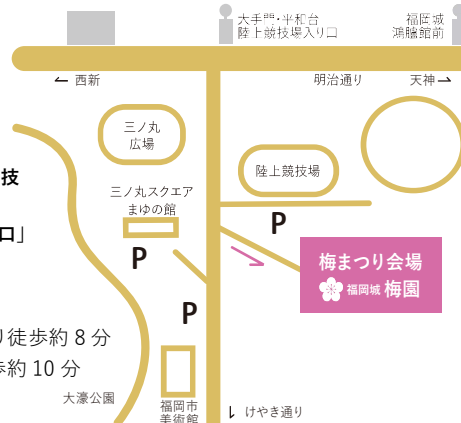 大手門・平和台
陸上競技場入り口
福岡城
鴻臚館前
← 西新
明治通り
天神→
三ノ丸
広場
陸上競技場
技
三ノ丸スクエア
まゆの館
口」
P
P
梅まつり会場
福岡城 梅園
P
り徒歩約 8 分
歩約 10 分
大濠公園
福岡市
美術館
けやき通り